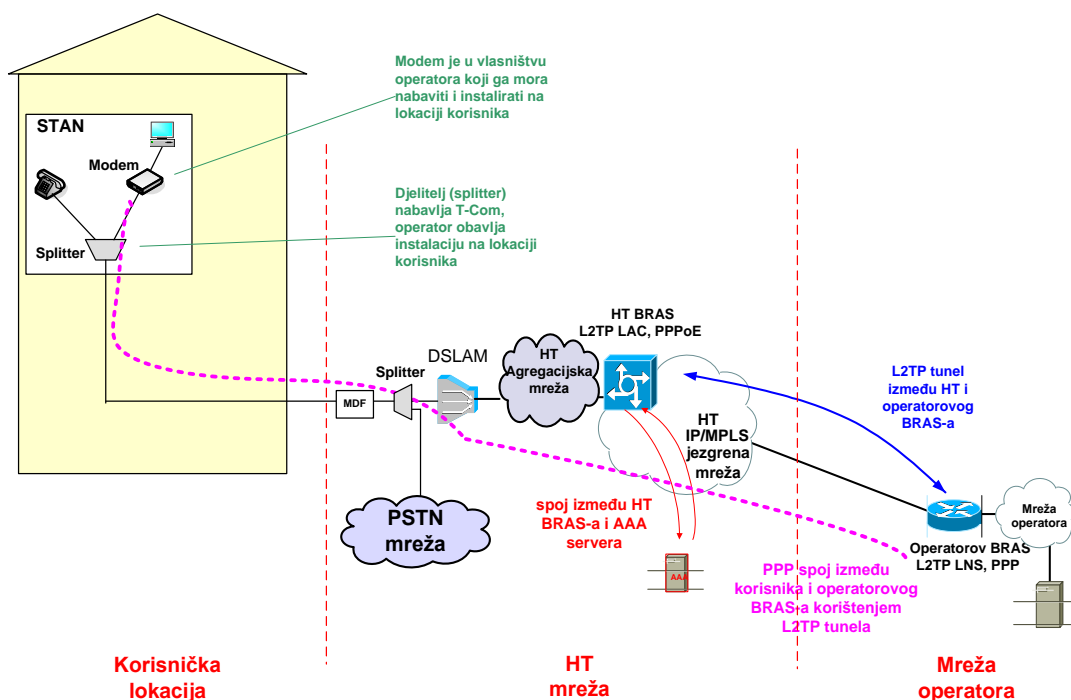 Modem je u vlasništvu
operatora koji ga mora
nabaviti i instalirati na
lokaciji korisnika
STAN
Modem
Djelitelj (splitter)
nabavlja T-Com,
operator obavlja
instalaciju na lokaciji
korisnika
Splitter
HT BRAS
L2TP LAC, PPPoE
DSLAM
HT
Agregacijska
mreža
Splitter
MDF
L2TP tunel
između HT i
operatorovog
BRAS-a
HT
IP/MPLS
jezgrena
mreža
PSTN
mreža
spoj između HT
BRAS-a i AAA
servera
AAA
Mreža
operatora
Operatorov BRAS
L2TP LNS, PPP
PPP spoj između
korisnika i operatorovog
BRAS-a korištenjem
L2TP tunela
Korisnička
lokacija
HT
mreža
Mreža
operatora